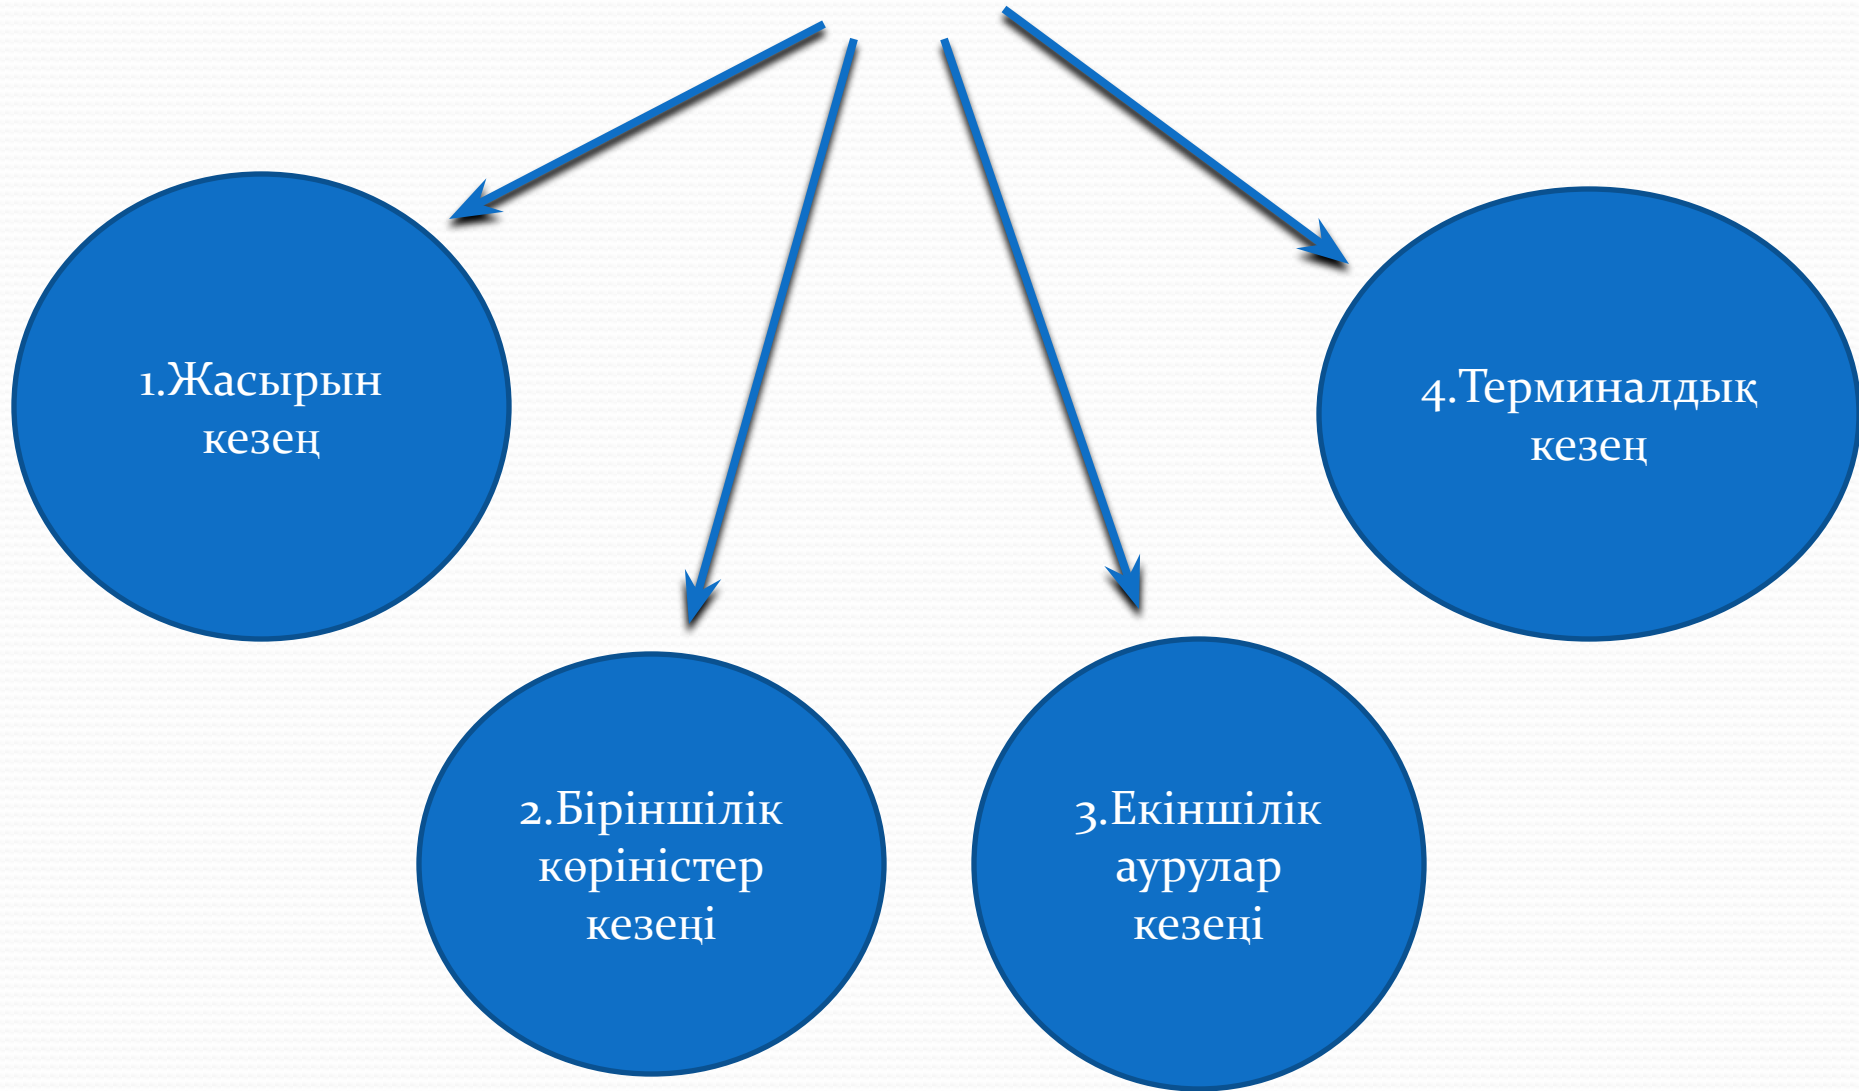 1.Жасырын
кезең
4.Терминалдық
кезең
2.Біріншілік
көріністер
кезеңі
3.Екіншілік
аурулар
кезеңі